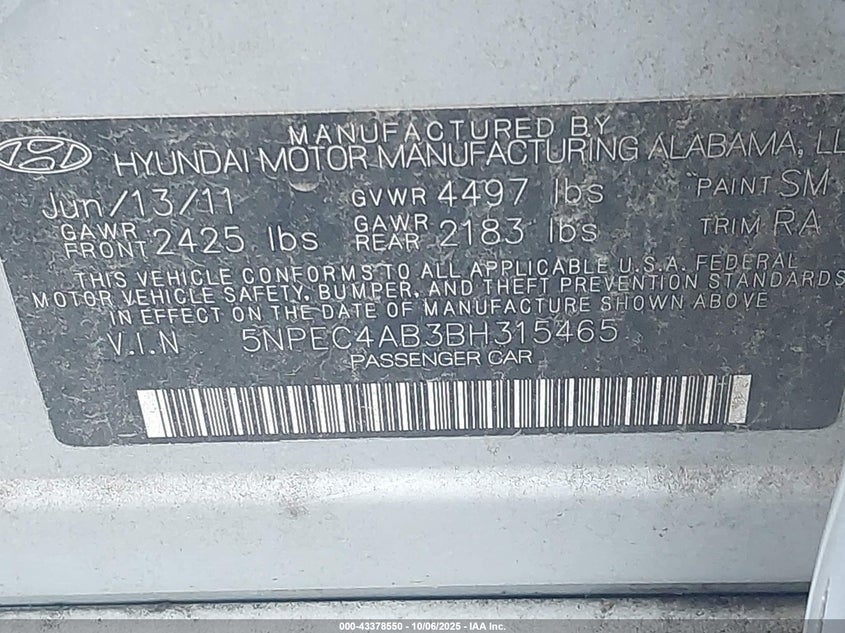 MANUFACTURED BY
HYUNDAI MOTOR MANUFACTURING ALABAMA, LL
Jun/13/11 GVWR 4497 lbs PAINT SM
GAWR FRONT 2425 lbs GAWR REAR 2183 lbs TRIM RA
THIS VEHICLE CONFORMS TO ALL APPLICABLE U.S.A. FEDERAL
MOTOR VEHICLE SAFETY, BUMPER, AND THEFT PREVENTION STANDARDS
IN EFFECT ON THE DATE OF MANUFACTURE SHOWN ABOVE
V.I.N 5NPEC4AB3BH315465
PASSENGER CAR
000-43378550 - 10/06/2025 - IAA Inc.